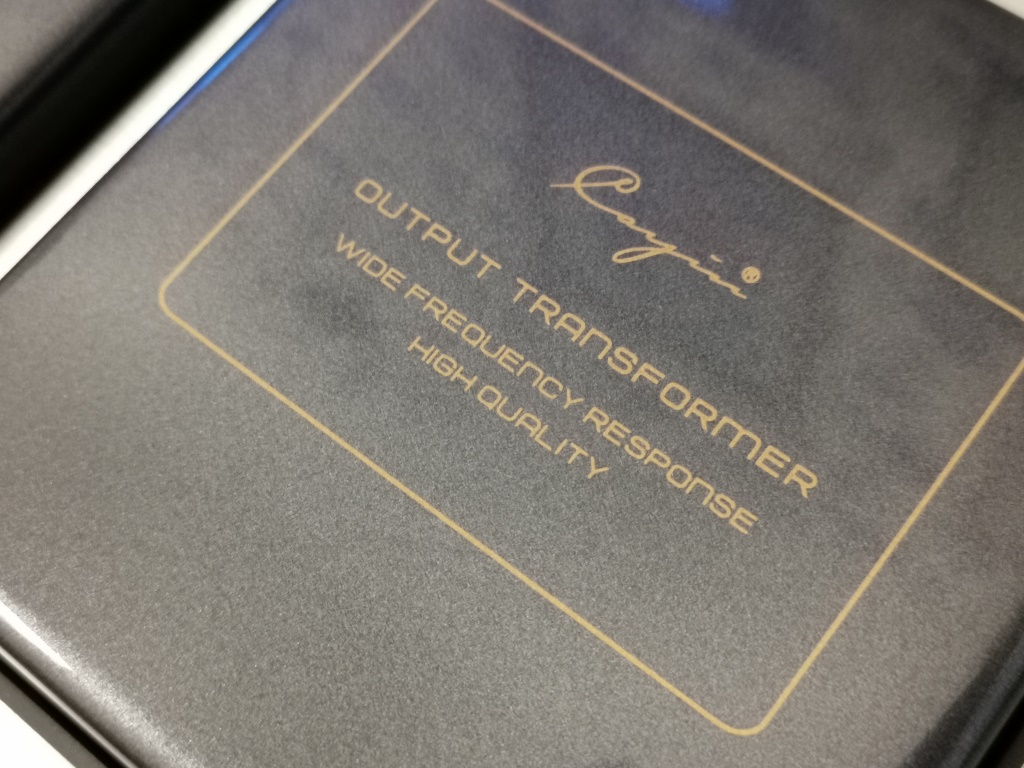 Cayin®
OUTPUT TRANSFORMER
WIDE FREQUENCY RESPONSE
HIGH QUALITY